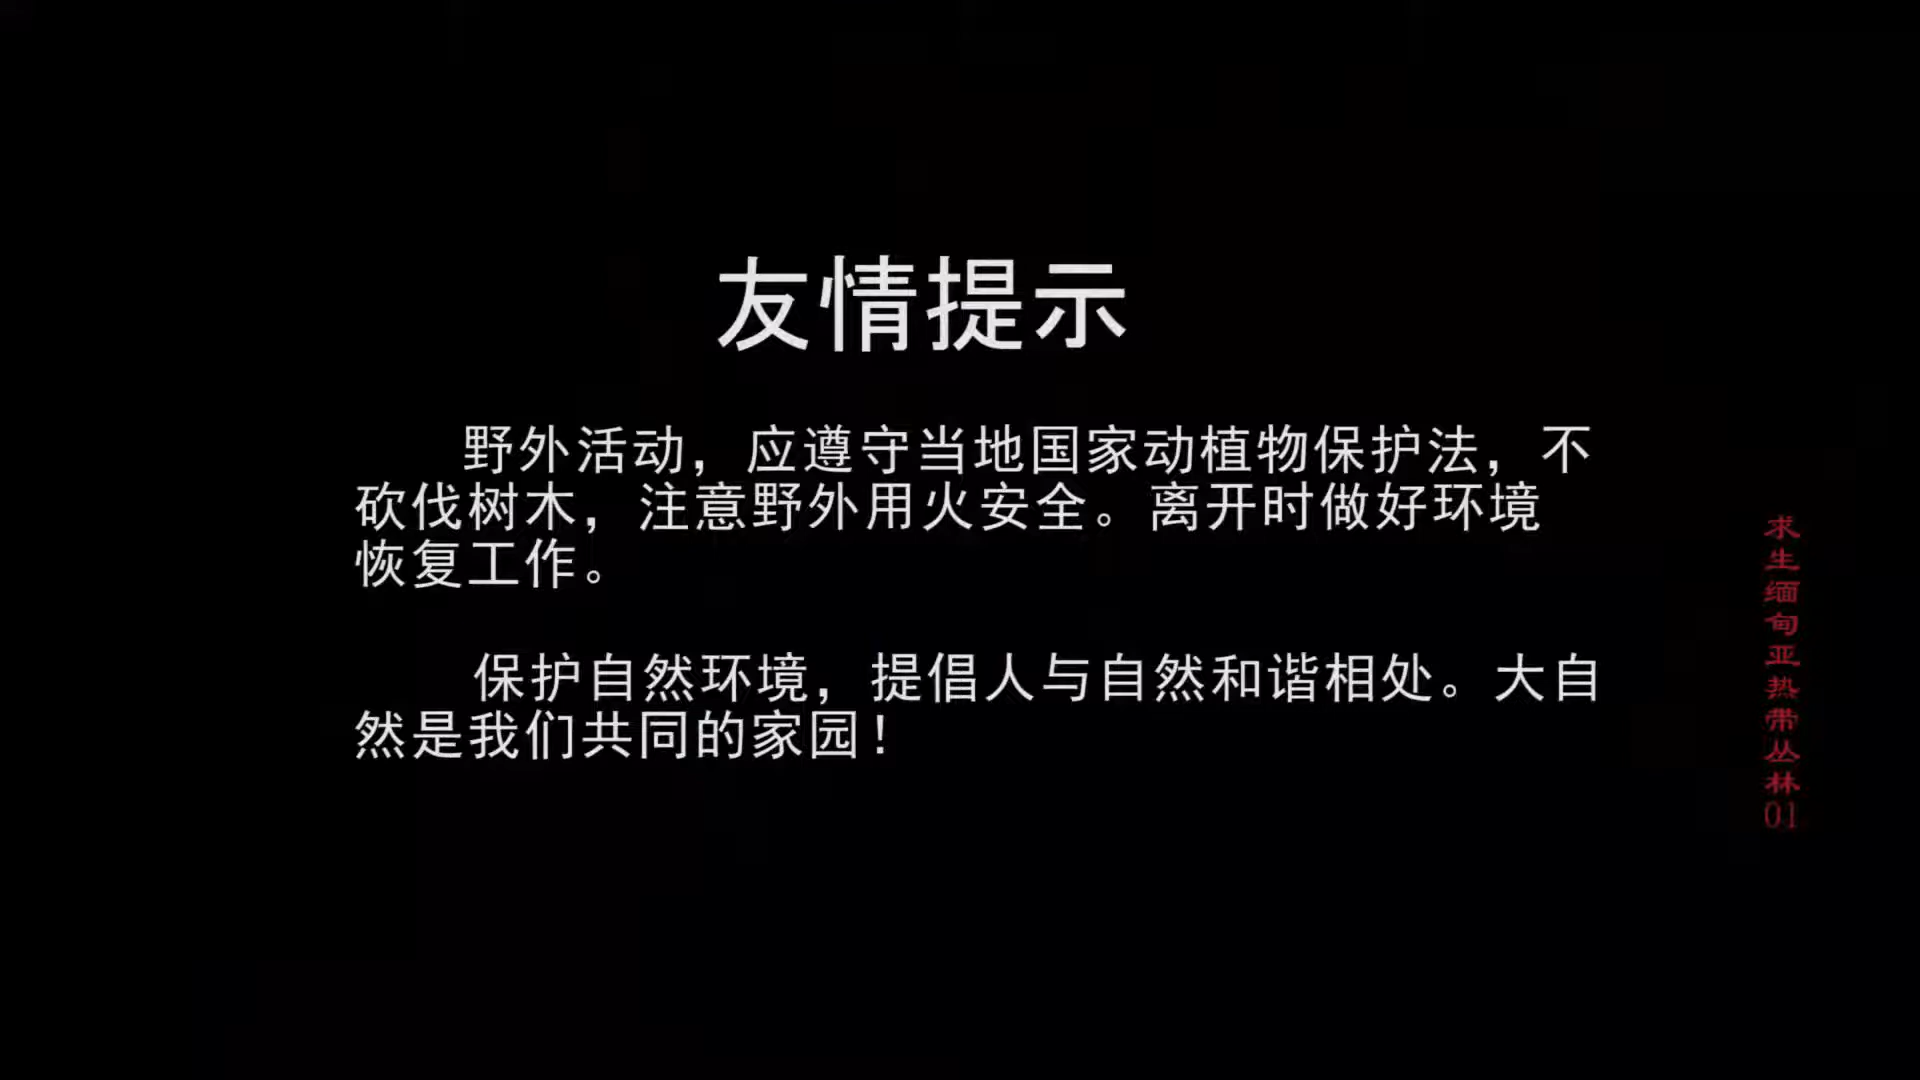 友情提示
野外活动，应遵守当地国家动植物保护法，不
砍伐树木，注意野外用火安全。离开时做好环境
恢复工作。
保护自然环境，提倡人与自然和谐相处。大自
然是我们共同的家园！
求生缅甸亚热带丛林01